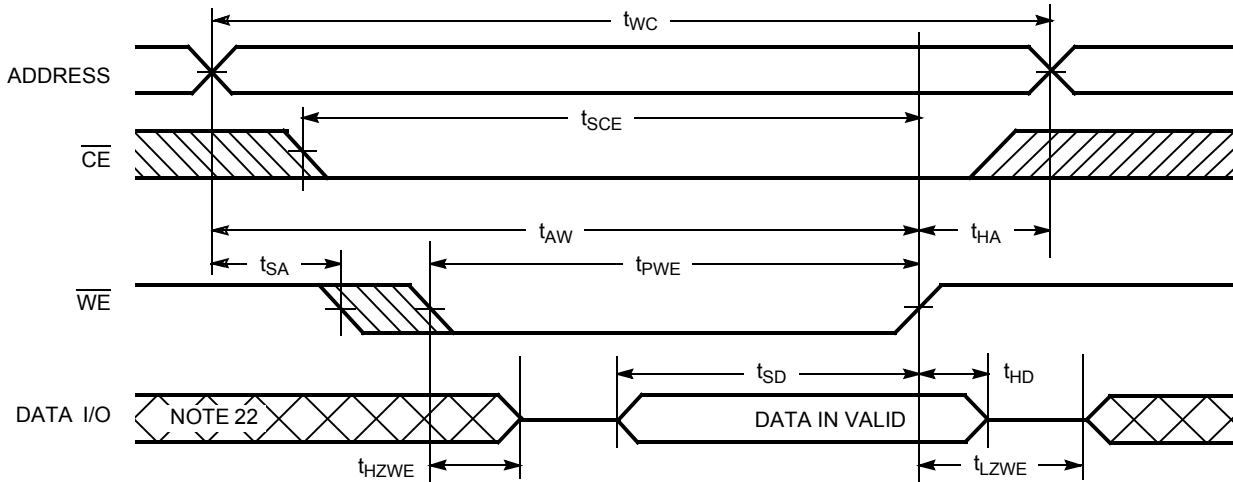 tWC
ADDRESS
tSCE
CE
tAW
tHA
tSA
tPWE
WE
tSD
tHD
DATA I/O
NOTE 22
DATA IN VALID
tHZWE
tLZWE